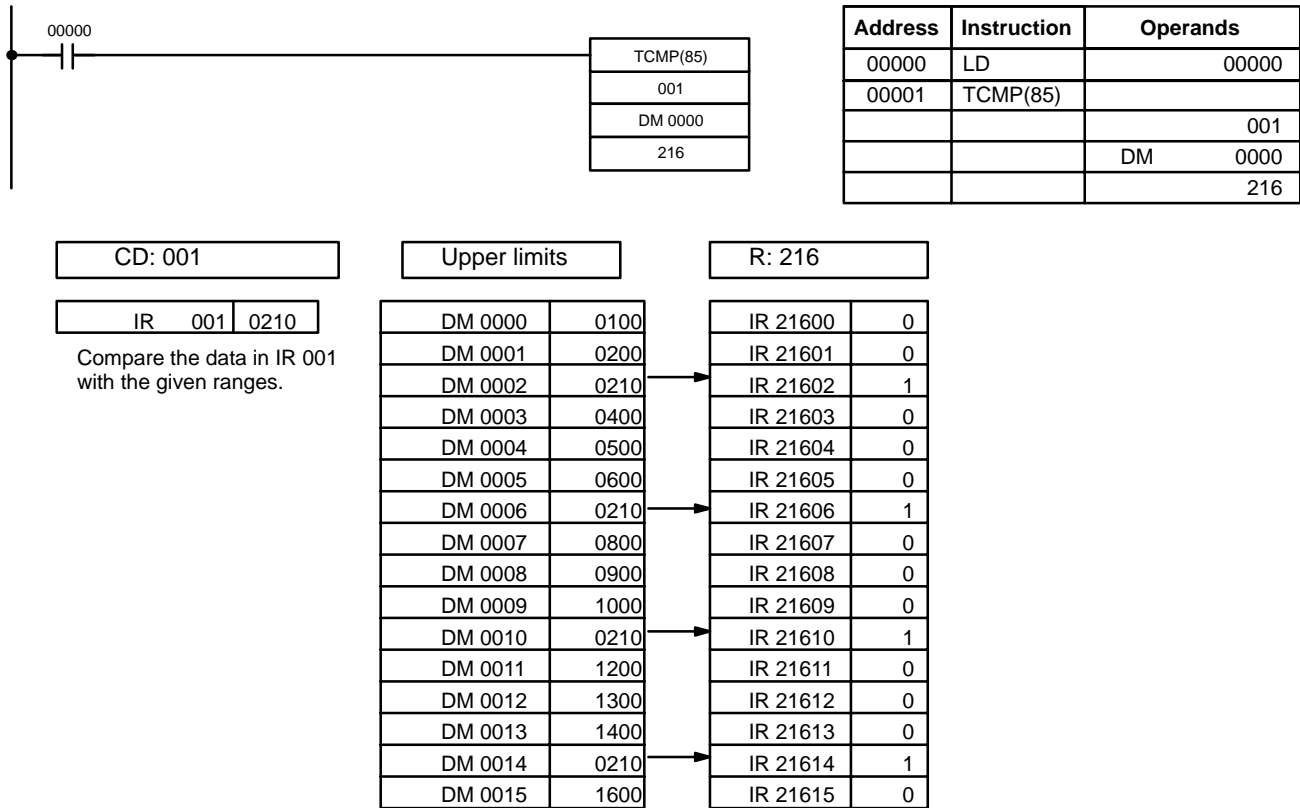 00000
TCMP(85)
001
DM 0000
216
Address Instruction Operands
00000 LD 00000
00001 TCMP(85)
001
DM 0000
216
CD: 001
IR 001 0210
Compare the data in IR 001
with the given ranges.
Upper limits
DM 0000 0100
DM 0001 0200
DM 0002 0210
DM 0003 0400
DM 0004 0500
DM 0005 0600
DM 0006 0210
DM 0007 0800
DM 0008 0900
DM 0009 1000
DM 0010 0210
DM 0011 1200
DM 0012 1300
DM 0013 1400
DM 0014 0210
DM 0015 1600
R: 216
IR 21600 0
IR 21601 0
IR 21602 1
IR 21603 0
IR 21604 0
IR 21605 0
IR 21606 1
IR 21607 0
IR 21608 0
IR 21609 0
IR 21610 1
IR 21611 0
IR 21612 0
IR 21613 0
IR 21614 1
IR 21615 0